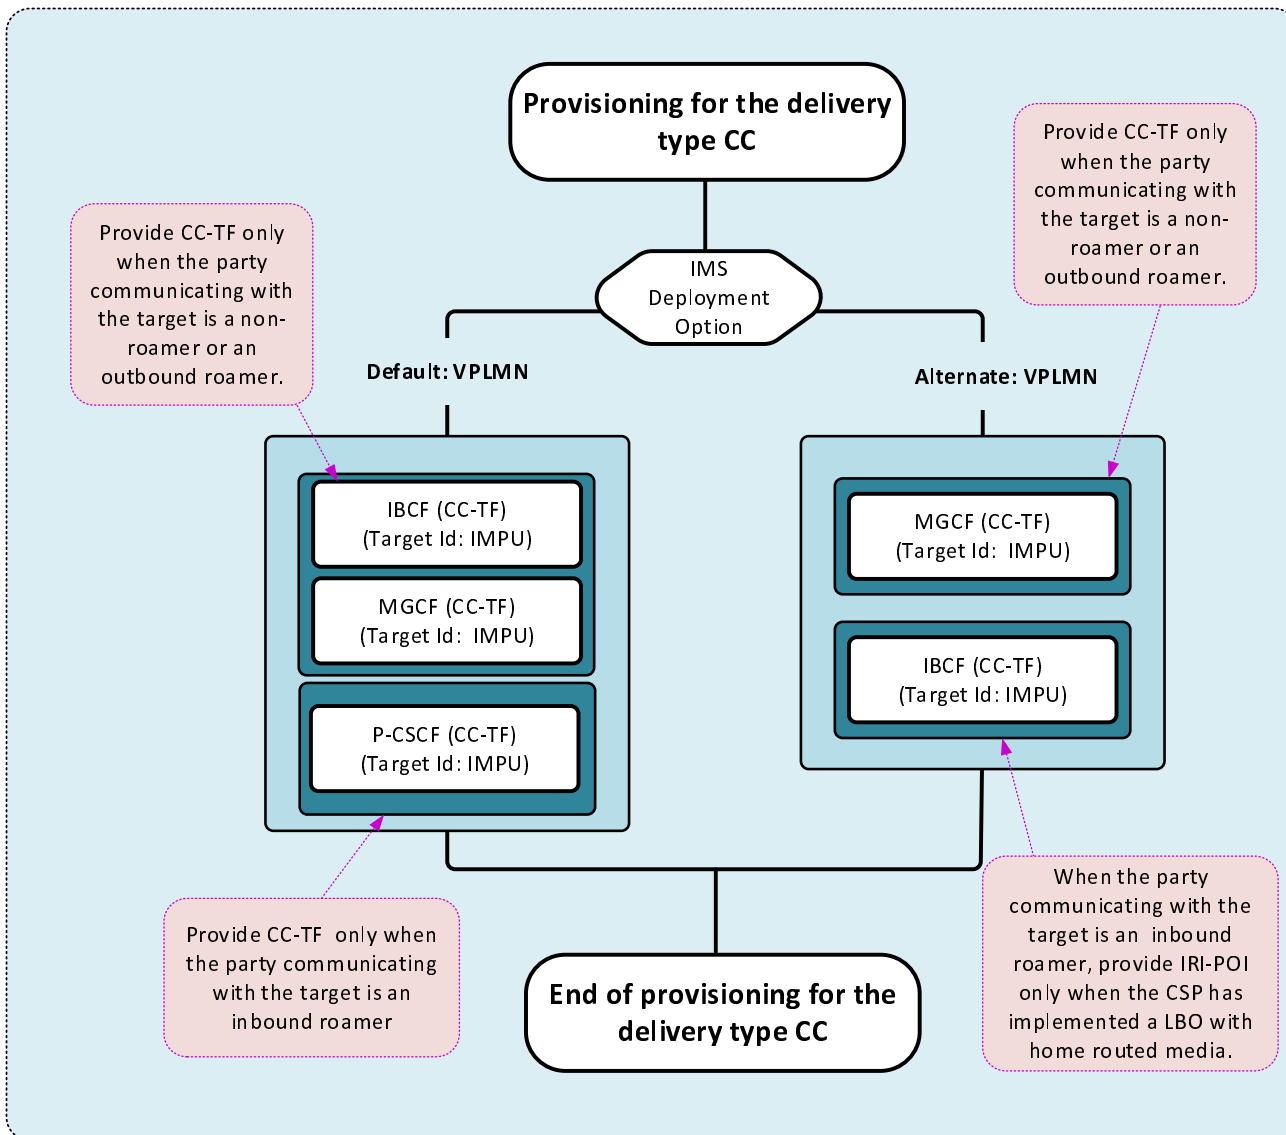 Provisioning for the delivery
type CC
Provide CC-TF only
when the party
communicating with
the target is a non-
roamer or an
outbound roamer.
Provide CC-TF only
when the party
communicating with
the target is a non-
roamer or an
outbound roamer.
IMS
Deployment
Option
Default: VPLMN
Alternate: VPLMN
IBCF (CC-TF)
(Target Id: IMPU)
MGCF (CC-TF)
(Target Id: IMPU)
P-CSCF (CC-TF)
(Target Id: IMPU)
MGCF (CC-TF)
(Target Id: IMPU)
IBCF (CC-TF)
(Target Id: IMPU)
Provide CC-TF only when
the party communicating
with the target is an
inbound roamer
When the party
communicating with the
target is an inbound
roamer, provide IRI-POI
only when the CSP has
implemented a LBO with
home routed media.
End of provisioning for the
delivery type CC